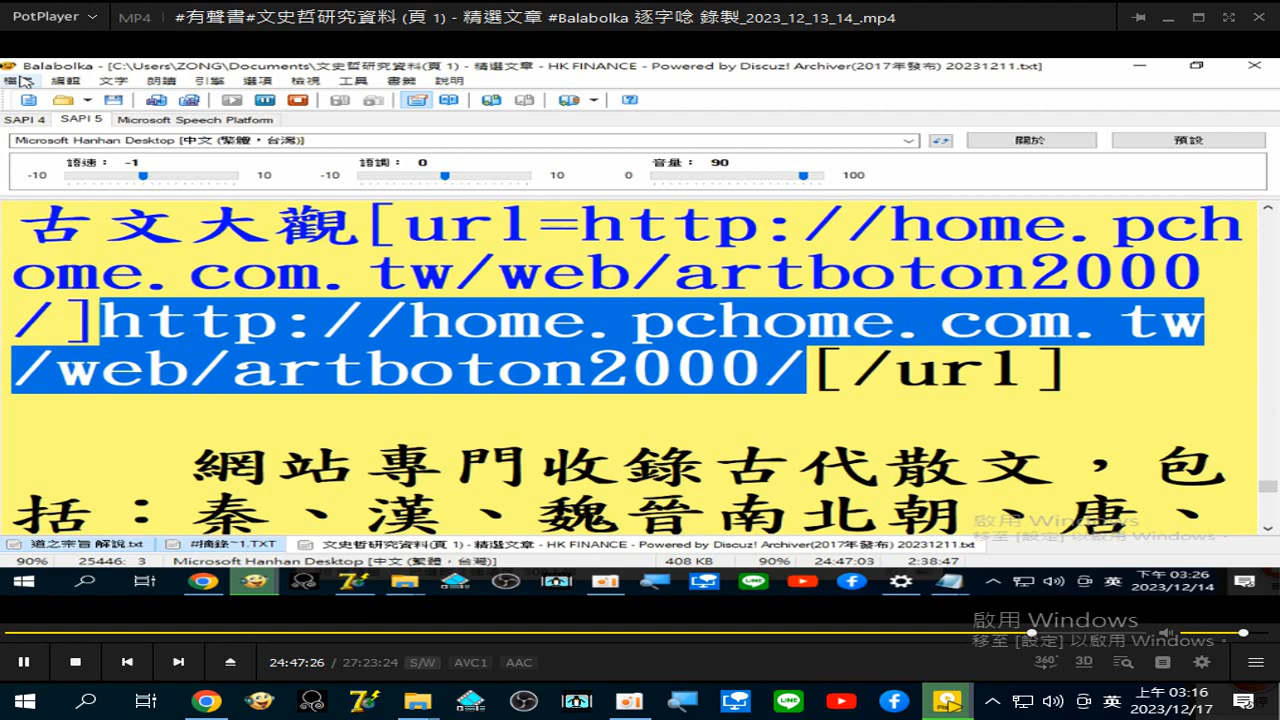 PotPlayer MP4 #有聲書#文史哲研究資料 (頁 1) - 精選文章 #Balabolka 逐字唸 錄製_2023_12_13_14_.mp4
Balabolka - [C:\Users\ZONG\Documents\文史哲研究資料(頁 1) - 精選文章 - HK FINANCE - Powered by Discuz! Archiver(2017年發布) 20231211.txt]
檔案 編輯 文字 朗讀 引擎 選項 檢視 工具 書籤 說明
SAPI 4 SAPI 5 Microsoft Speech Platform
Microsoft Hanhan Desktop [中文 (繁體，台灣)] 關於 預設
語速： -1 語調： 0 音量： 90
-10 10 -10 10 0 100
古文大觀[url=http://home.pch
ome.com.tw/web/artboton2000
/]http://home.pchome.com.tw
/web/artboton2000/[/url]
網站專門收錄古代散文，包
括：秦、漢、魏晉南北朝、唐、
啟用 Windows
移至 [設定] 以啟用 Windows。
道之宗旨 解說.txt #摘錄~1.TXT 文史哲研究資料(頁 1) - 精選文章 - HK FINANCE - Powered by Discuz! Archiver(2017年發布) 20231211.txt
90% 25446: 3 Microsoft Hanhan Desktop [中文 (繁體，台灣)] 408 KB 90% 24:47:03 2:38:47
英 下午 03:26
2023/12/14
啟用 Windows
移至 [設定] 以啟用 Windows。
24:47:26 / 27:23:24 S/W AVC1 AAC 360° 3D
英 上午 03:16
2023/12/17